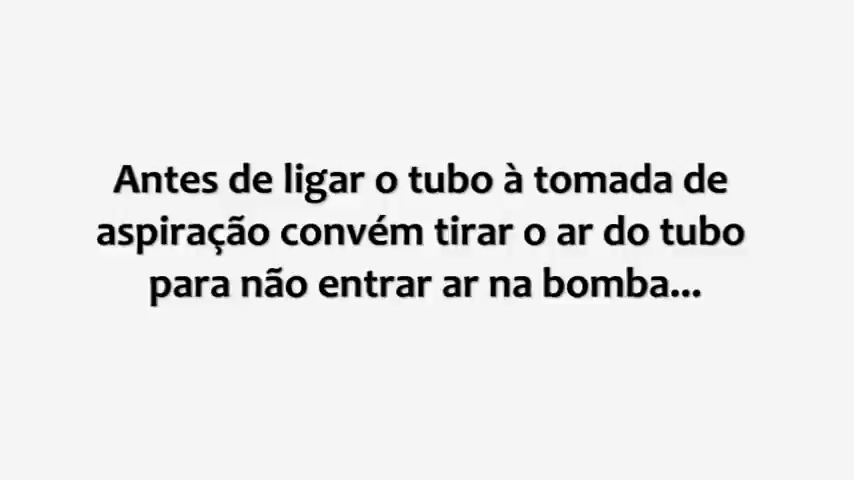 Antes de ligar o tubo à tomada de
aspiração convém tirar o ar do tubo
para não entrar ar na bomba...